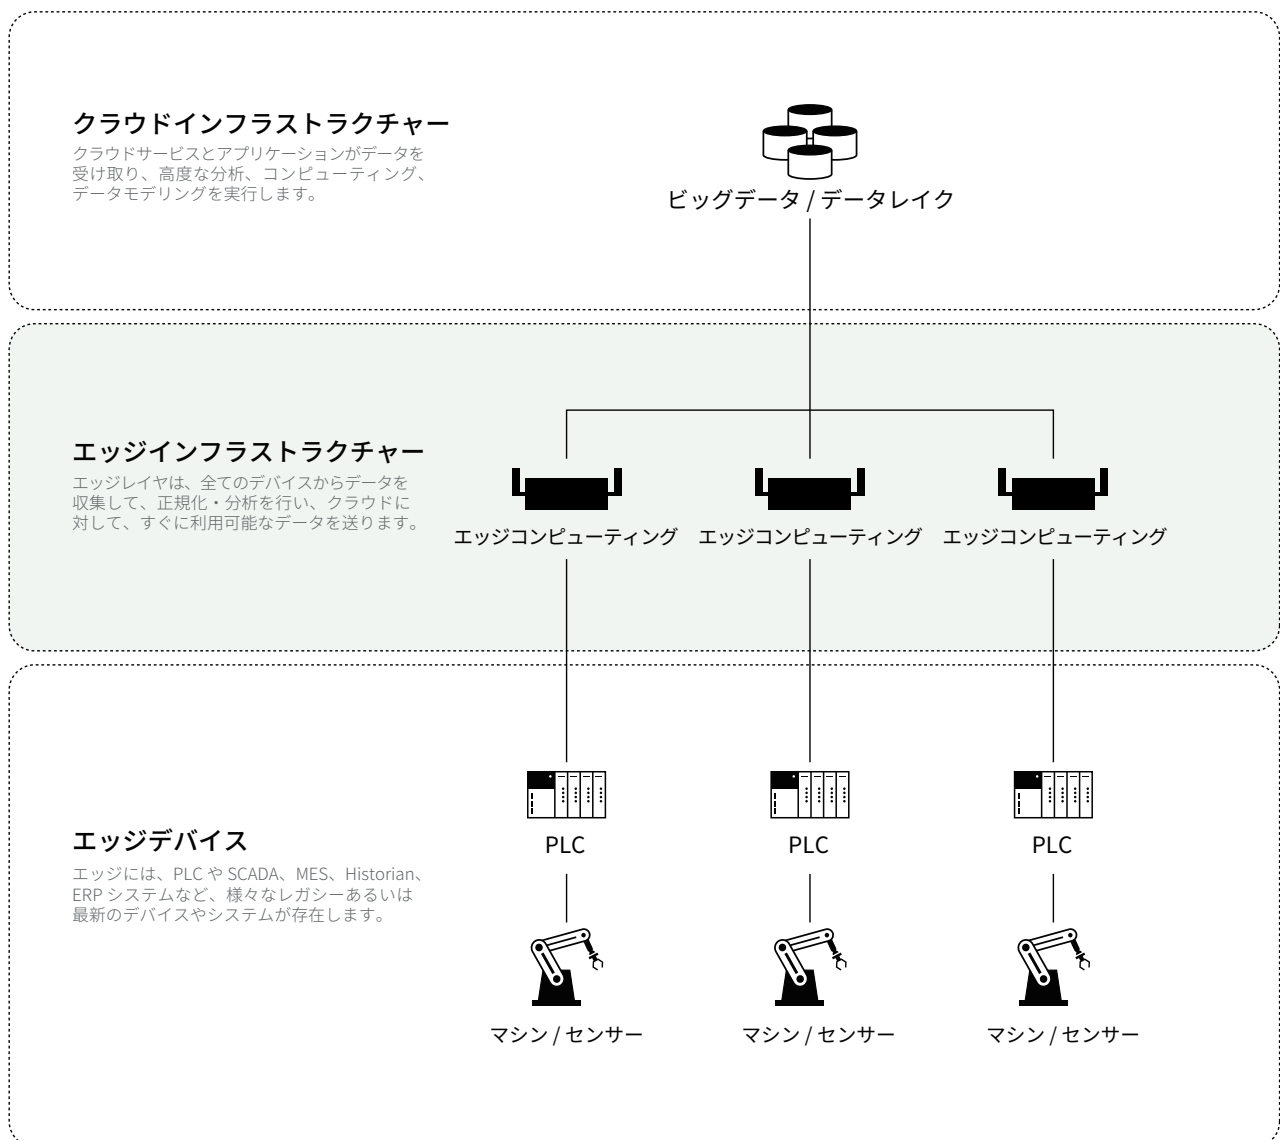 クラウドインフラストラクチャー
クラウドサービスとアプリケーションがデータを
受け取り、高度な分析、コンピューティング、
データモデリングを実行します。
ビッグデータ / データレイク
エッジインフラストラクチャー
エッジレイヤは、全てのデバイスからデータを
収集して、正規化・分析を行い、クラウドに
対して、すぐに利用可能なデータを送ります。
エッジコンピューティング
エッジコンピューティング
エッジコンピューティング
エッジデバイス
エッジには、PLC や SCADA、MES、Historian、
ERP システムなど、様々なレガシーあるいは
最新のデバイスやシステムが存在します。
PLC
PLC
PLC
マシン / センサー
マシン / センサー
マシン / センサー